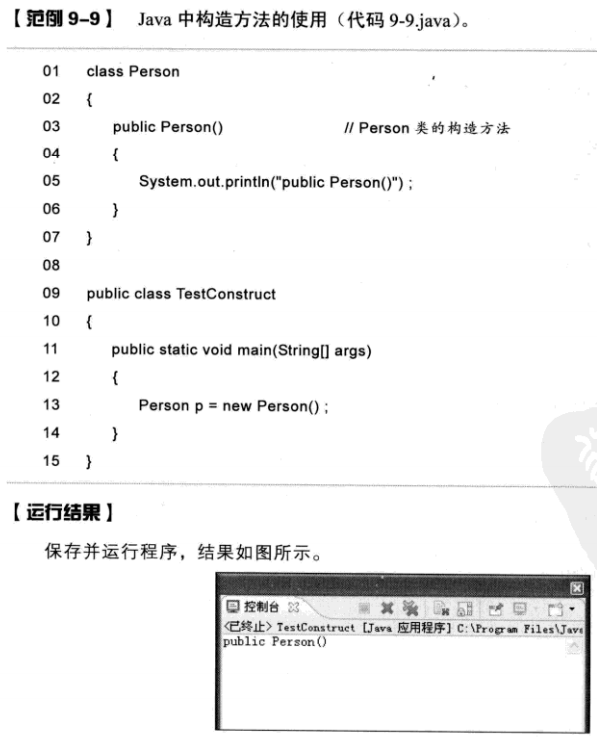 【范例 9–9】 Java 中构造方法的使用（代码 9-9.java）。
01 class Person
02 {
03 public Person() // Person 类的构造方法
04 {
05 System.out.println("public Person()") ;
06 }
07 }
08
09 public class TestConstruct
10 {
11 public static void main(String[] args)
12 {
13 Person p = new Person() ;
14 }
15 }
【运行结果】
保存并运行程序，结果如图所示。
控制台
<已终止> TestConstruct [Java 应用程序] C:\Program Files\Jav
public Person()